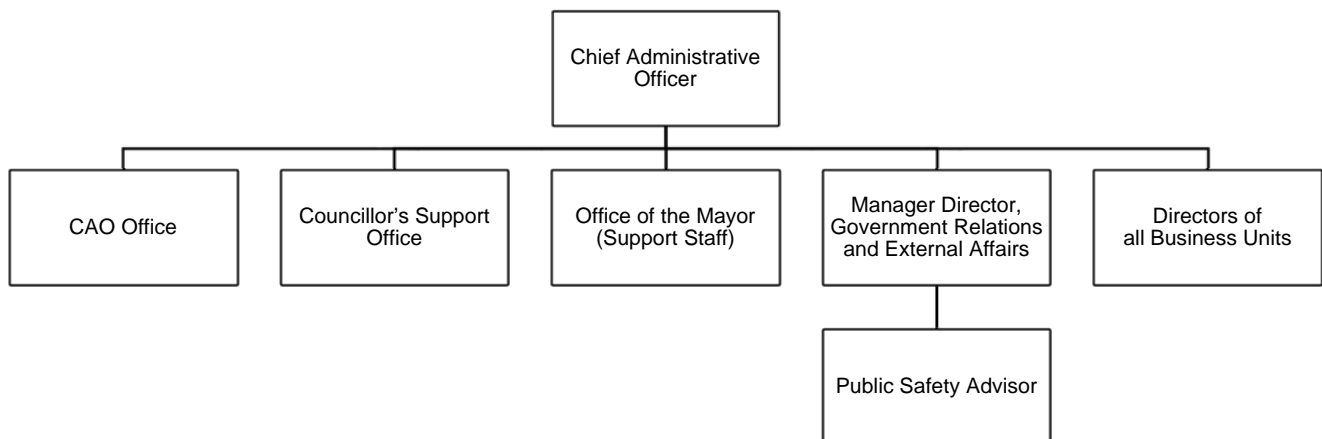 Chief Administrative
Officer
CAO Office
Councillor's Support
Office
Office of the Mayor
(Support Staff)
Manager Director,
Government Relations
and External Affairs
Directors of
all Business Units
Public Safety Advisor